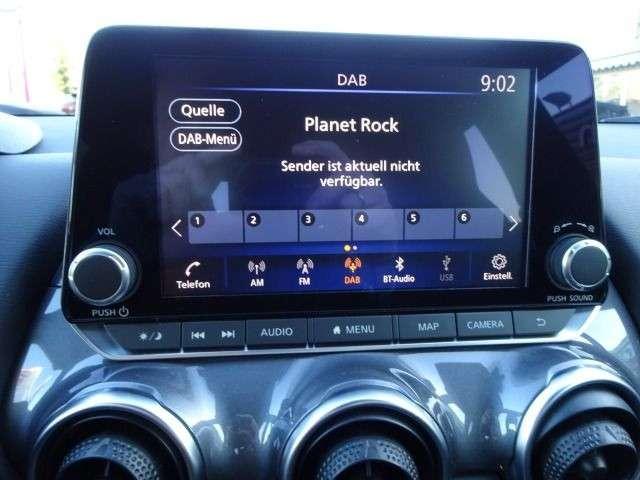 DAB
9:02
Quelle
DAB-Menü
Planet Rock
Sender ist aktuell nicht
verfügbar.
1 2 3 4 5 6
Telefon AM FM DAB BT-Audio USB Einstell.
VOL
PUSH
PUSH SOUND
AUDIO MENU MAP CAMERA